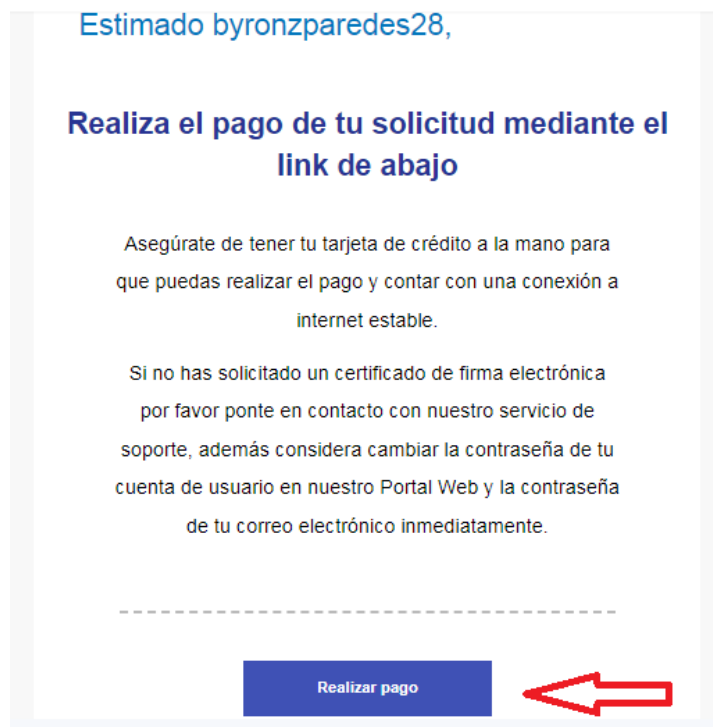 Estimado byronzparedes28,
Realiza el pago de tu solicitud mediante el
link de abajo
Asegúrate de tener tu tarjeta de crédito a la mano para
que puedas realizar el pago y contar con una conexión a
internet estable.
Si no has solicitado un certificado de firma electrónica
por favor ponte en contacto con nuestro servicio de
soporte, además considera cambiar la contraseña de tu
cuenta de usuario en nuestro Portal Web y la contraseña
de tu correo electrónico inmediatamente.
Realizar pago